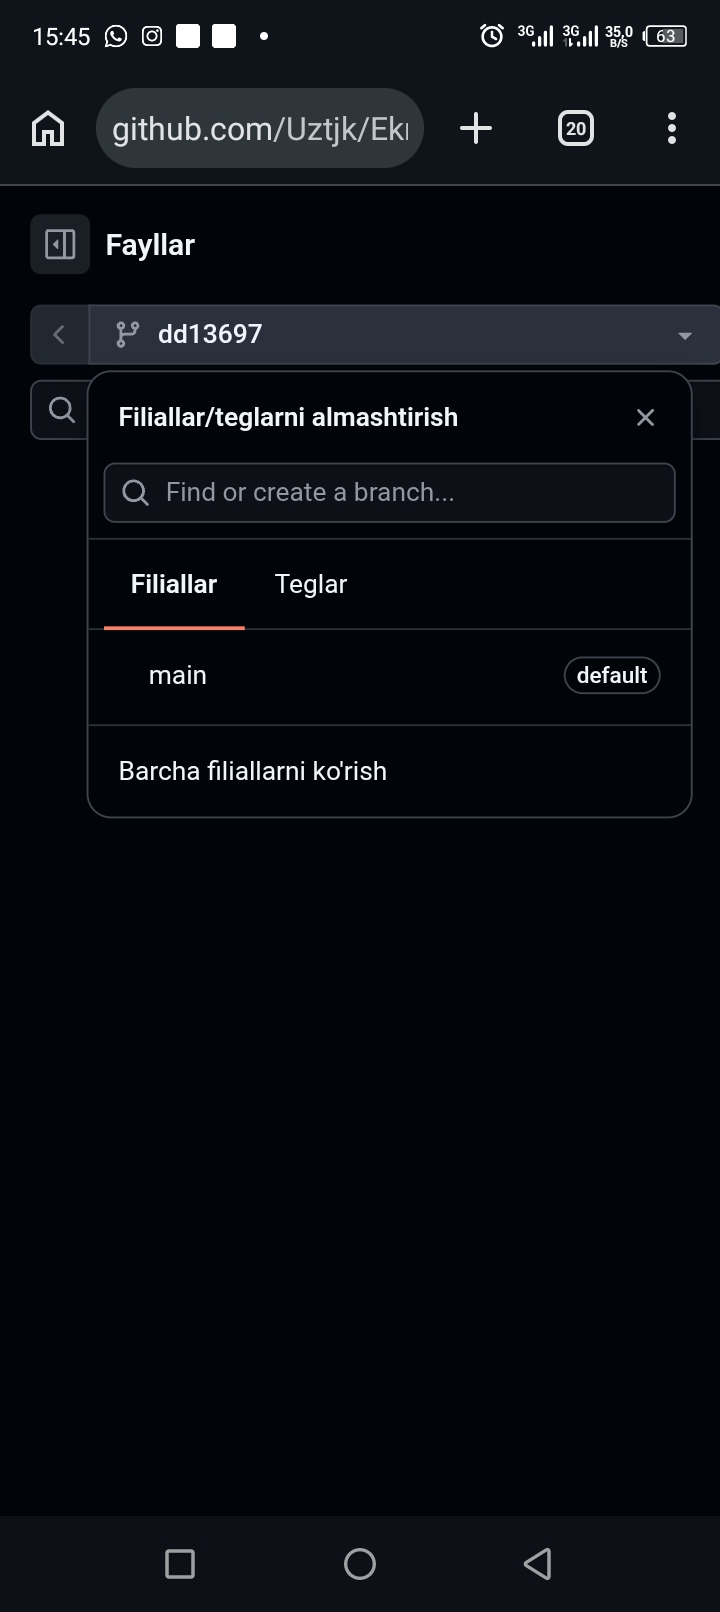 15:45
3G 3G 35,0 B/S 63
github.com/Uztjk/Ek
20
Fayllar
dd13697
Filiallar/teglarni almashtirish
Find or create a branch...
Filiallar Teglar
main default
Barcha filiallarni ko'rish